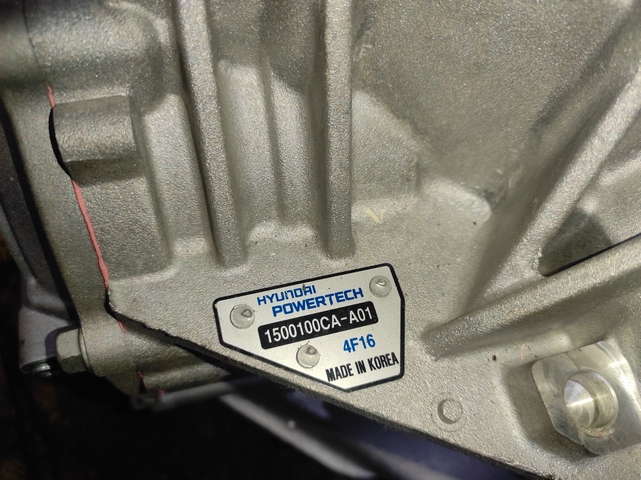 HYUNDAI
POWERTECH
1500100CA-A01
4F16
MADE IN KOREA